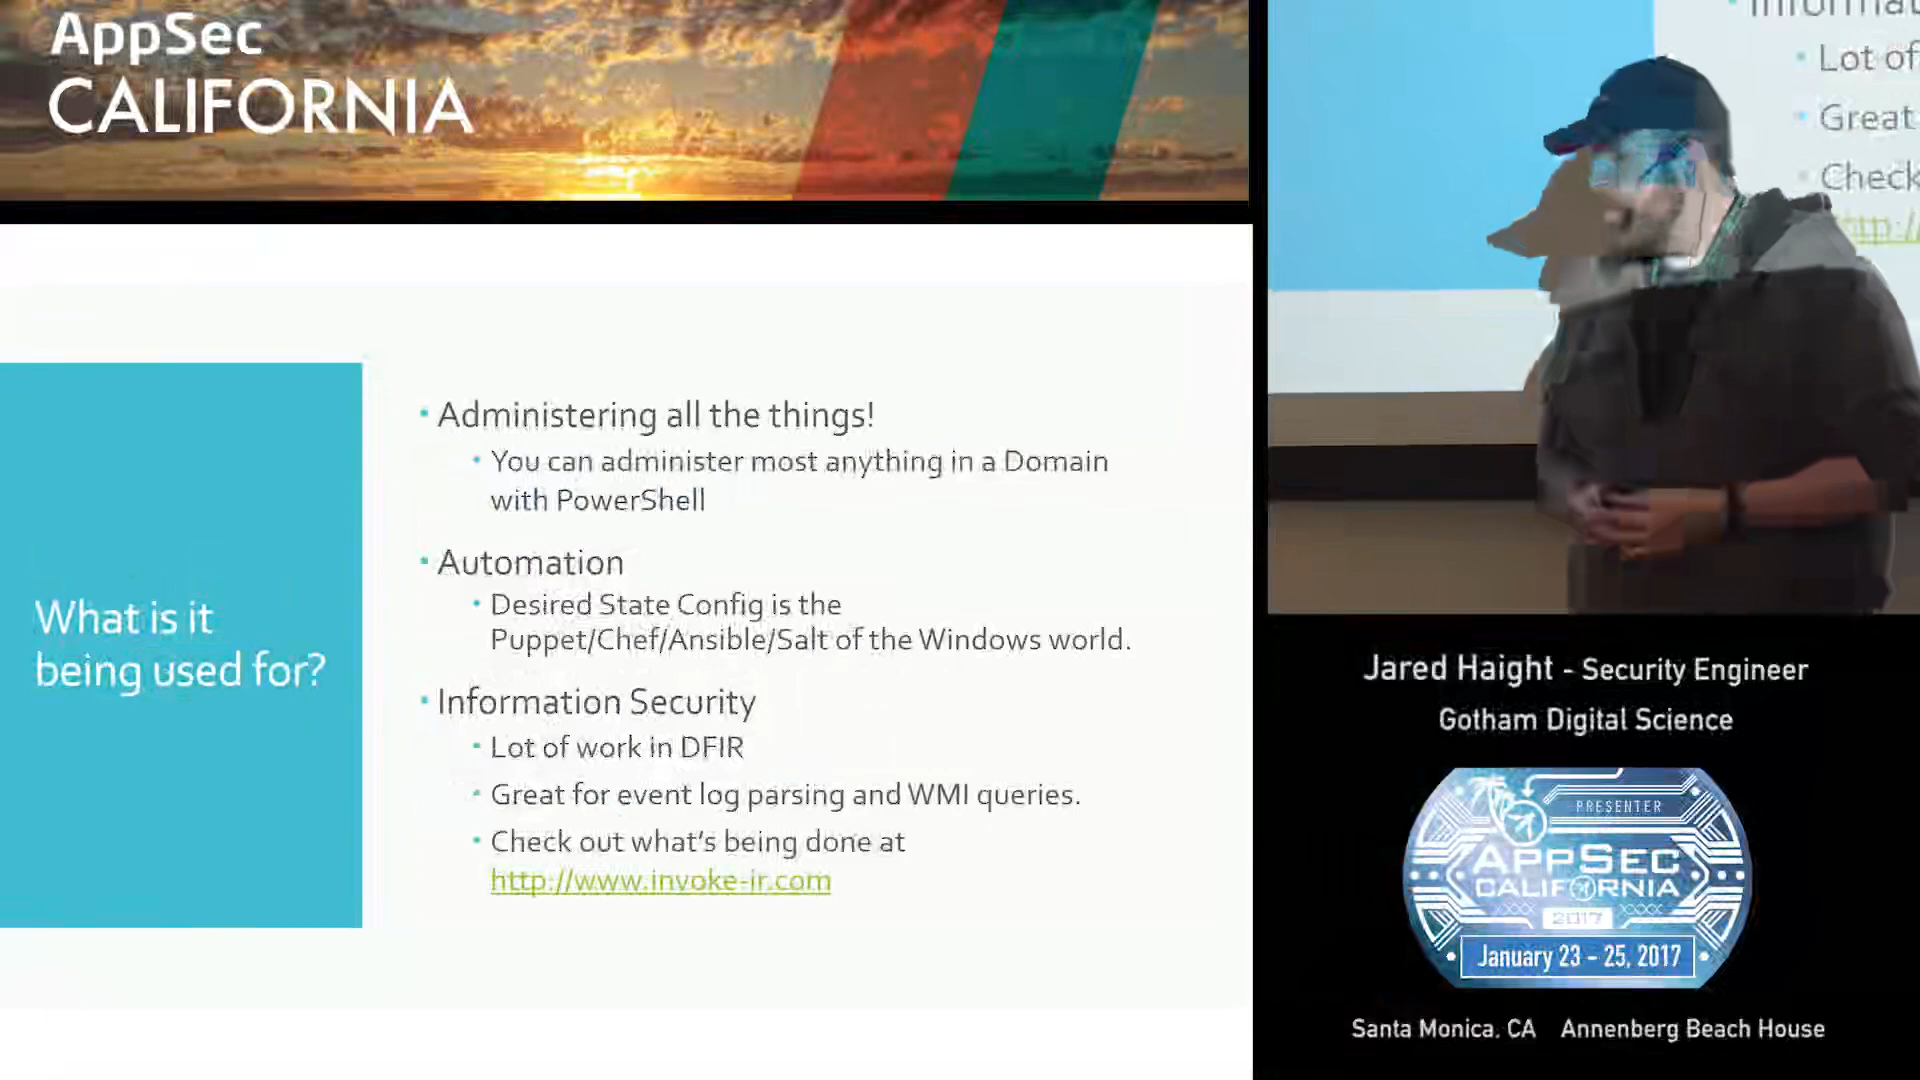 AppSec
CALIFORNIA
What is it
being used for?
• Administering all the things!
• You can administer most anything in a Domain
with PowerShell
• Automation
• Desired State Config is the
Puppet/Chef/Ansible/Salt of the Windows world.
• Information Security
• Lot of work in DFIR
• Great for event log parsing and WMI queries.
• Check out what's being done at
http://www.invoke-ir.com
Lot of
Great
Check
Jared Haight - Security Engineer
Gotham Digital Science
PRESENTER
APPSEC
CALIFORNIA
2017
January 23 - 25, 2017
Santa Monica, CA Annenberg Beach House